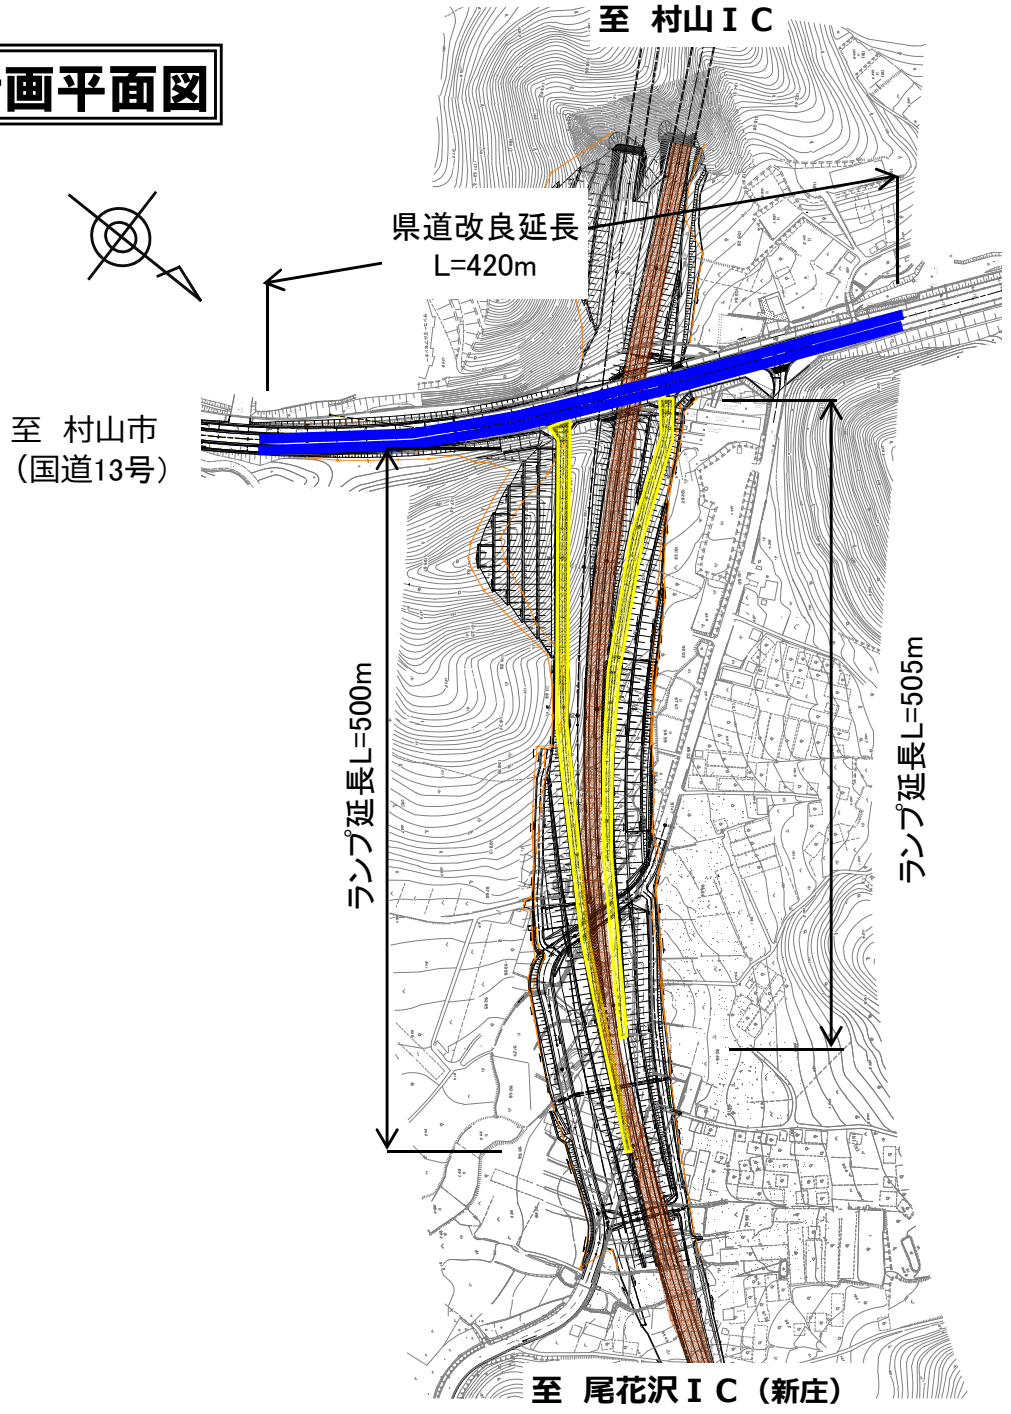 至 村山ＩＣ
画平面図
県道改良延長
L=420m
至 村山市
（国道13号）
ランプ延長L=500m
ランプ延長L=505m
至 尾花沢ＩＣ（新庄）